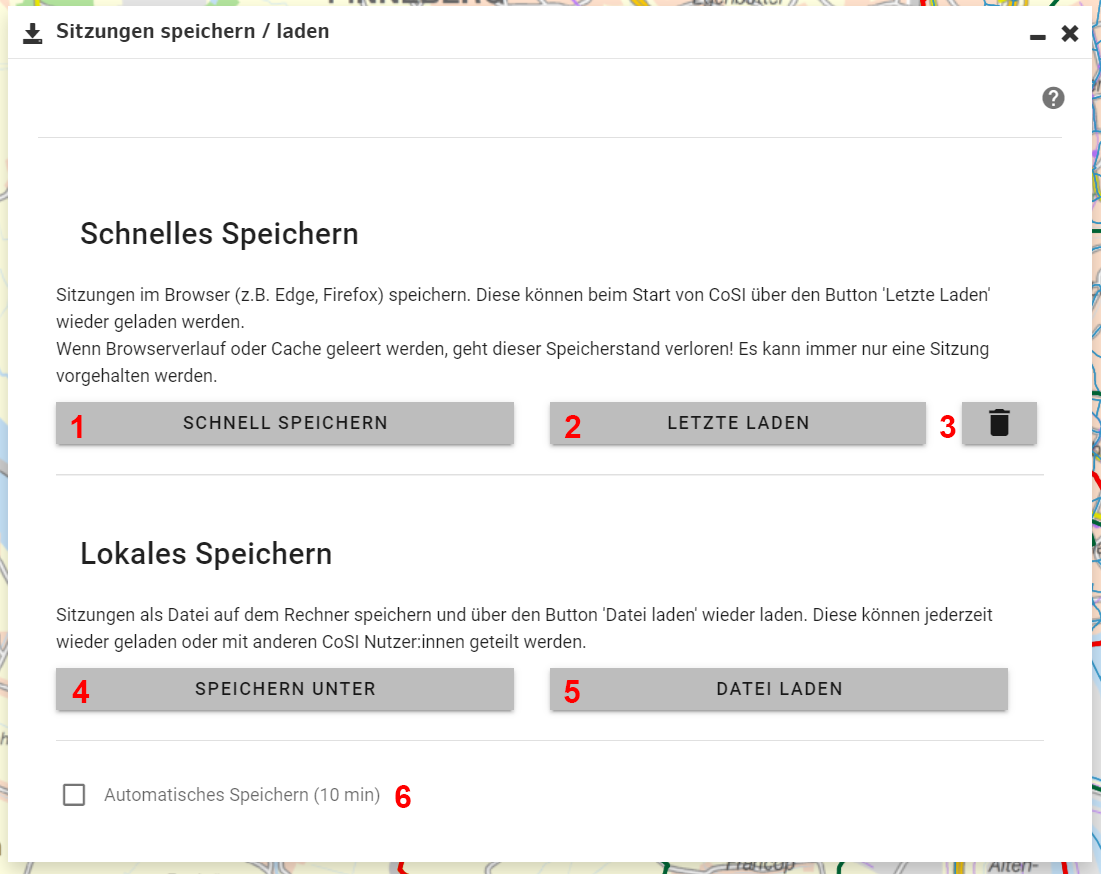 PINNEBERG
Sitzungen speichern / laden
?
Schnelles Speichern
Sitzungen im Browser (z.B. Edge, Firefox) speichern. Diese können beim Start von CoSI über den Button 'Letzte Laden'
wieder geladen werden.
Wenn Browserverlauf oder Cache geleert werden, geht dieser Speicherstand verloren! Es kann immer nur eine Sitzung
vorgehalten werden.
1 SCHNELL SPEICHERN 2 LETZTE LADEN 3
Lokales Speichern
Sitzungen als Datei auf dem Rechner speichern und über den Button 'Datei laden' wieder laden. Diese können jederzeit
wieder geladen oder mit anderen CoSI Nutzer:innen geteilt werden.
4 SPEICHERN UNTER 5 DATEI LADEN
Automatisches Speichern (10 min) 6
Francop Alten-